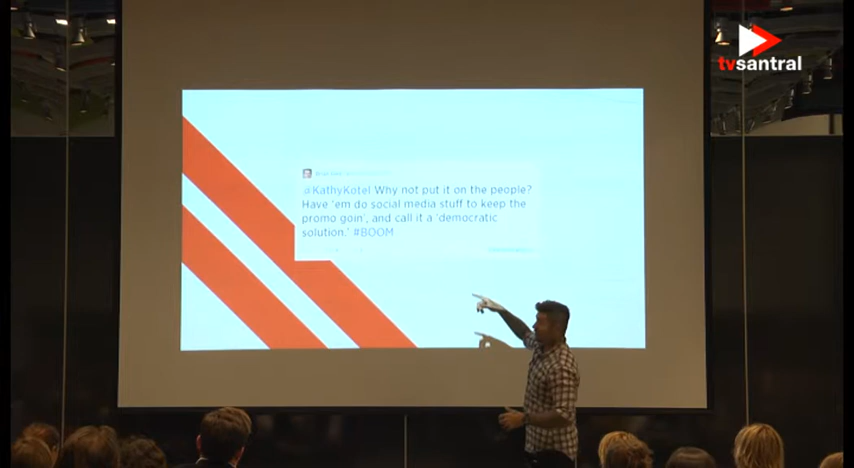 tvsantral
#KathyKotel Why not put it on the people?
Have 'em do social media stuff to keep the
promo goin', and call it a 'democratic
solution.' #BOOM